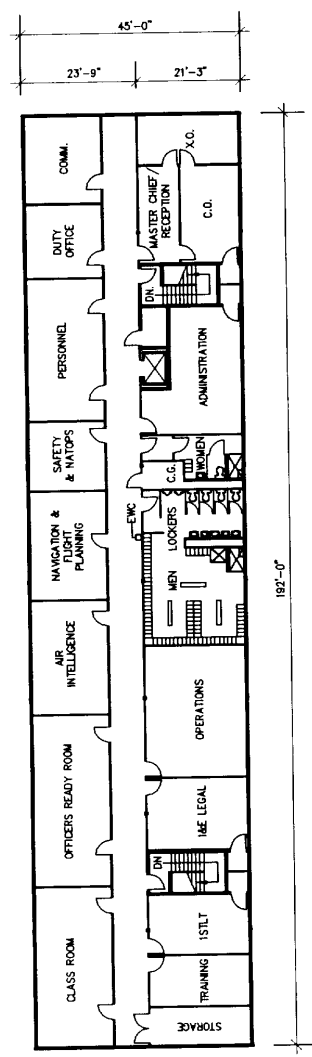 45'-0"
23'-9"
21'-3"
192'-0"
COMM.
DUTY
OFFICE
PERSONNEL
SAFETY
& NATOPS
NAVIGATION &
FLIGHT
PLANNING
AIR
INTELLIGENCE
OFFICERS READY ROOM
CLASS ROOM
X.O.
MASTER CHIEF/
RECEPTION
C.O.
DN.
ADMINISTRATION
WOMEN
C.G.
EWC
LOCKERS
MEN
OPERATIONS
I&E LEGAL
DN
1STLT
TRAINING
STORAGE